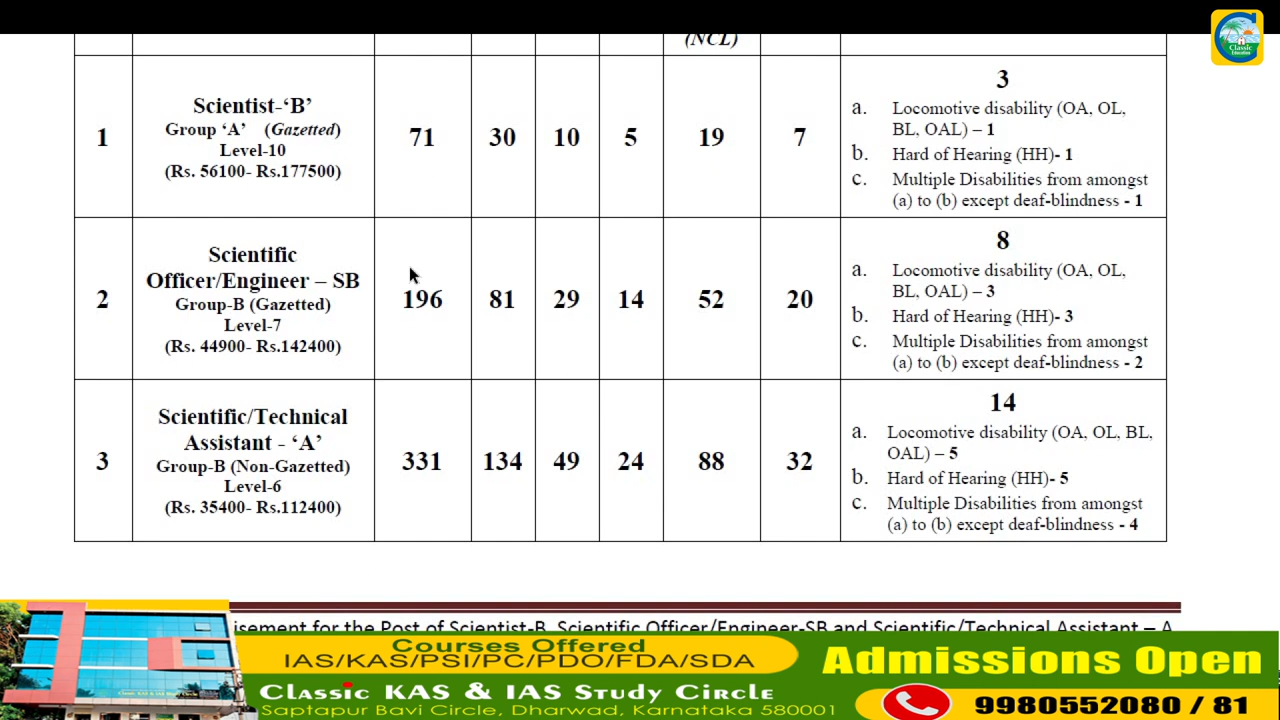 Classic
Education
(NCL)
1
Scientist-‘B’
Group ‘A’ (Gazetted)
Level-10
(Rs. 56100- Rs.177500)
71
30
10
5
19
7
3
a. Locomotive disability (OA, OL,
BL, OAL) – 1
b. Hard of Hearing (HH)- 1
c. Multiple Disabilities from amongst
(a) to (b) except deaf-blindness - 1
2
Scientific
Officer/Engineer – SB
Group-B (Gazetted)
Level-7
(Rs. 44900- Rs.142400)
196
81
29
14
52
20
8
a. Locomotive disability (OA, OL,
BL, OAL) – 3
b. Hard of Hearing (HH)- 3
c. Multiple Disabilities from amongst
(a) to (b) except deaf-blindness - 2
3
Scientific/Technical
Assistant - ‘A’
Group-B (Non-Gazetted)
Level-6
(Rs. 35400- Rs.112400)
331
134
49
24
88
32
14
a. Locomotive disability (OA, OL, BL,
OAL) – 5
b. Hard of Hearing (HH)- 5
c. Multiple Disabilities from amongst
(a) to (b) except deaf-blindness - 4
isement for the Post of Scientist-B, Scientific Officer/Engineer-SB and Scientific/Technical Assistant – A
Courses Offered
IAS/KAS/PSI/PC/PDO/FDA/SDA
Classic KAS & IAS Study Circle
Saptapur Bavi Circle, Dharwad, Karnataka 580001
Admissions Open
9980552080 / 81